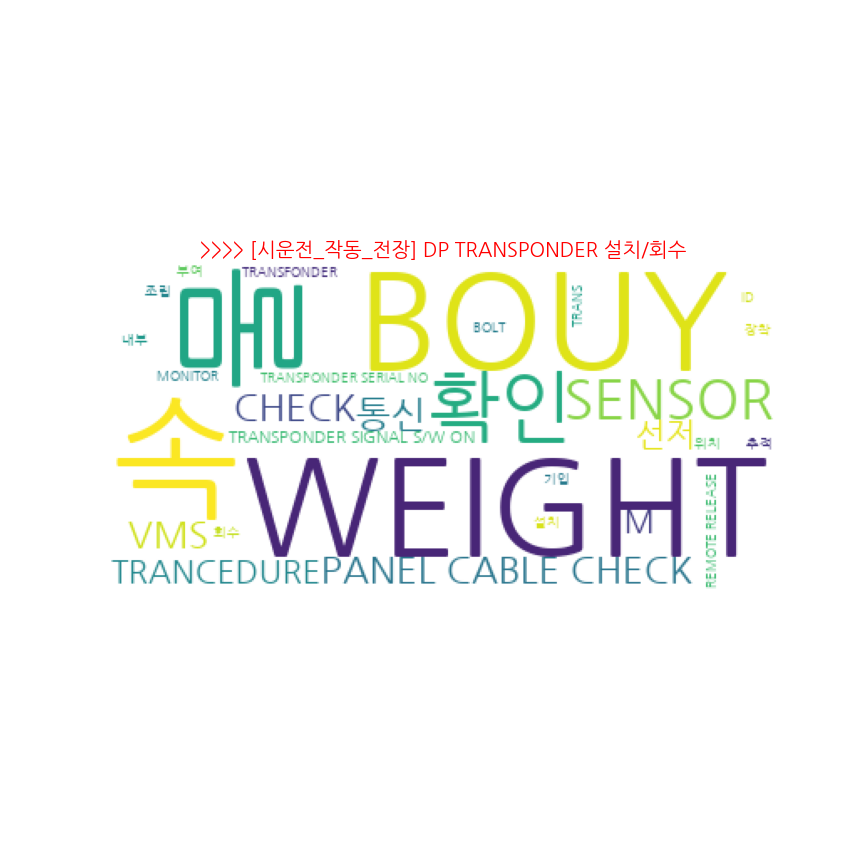 >>>> [시운전_작동_전장] DP TRANSPONDER 설치/회수
부여
TRANSFONDER
조립
매
BOUY
TRANS
ID
BOLT
장착
내부
MONITOR
TRANSPONDER SERIAL NO
확인
SENSOR
CHECK
통신
속
선저
TRANSPONDER SIGNAL S/W ON
위치
추적
WEIGHT
기입
REMOTE RELEASE
설치
M
VMS
회수
TRANCEDURE
PANEL CABLE CHECK